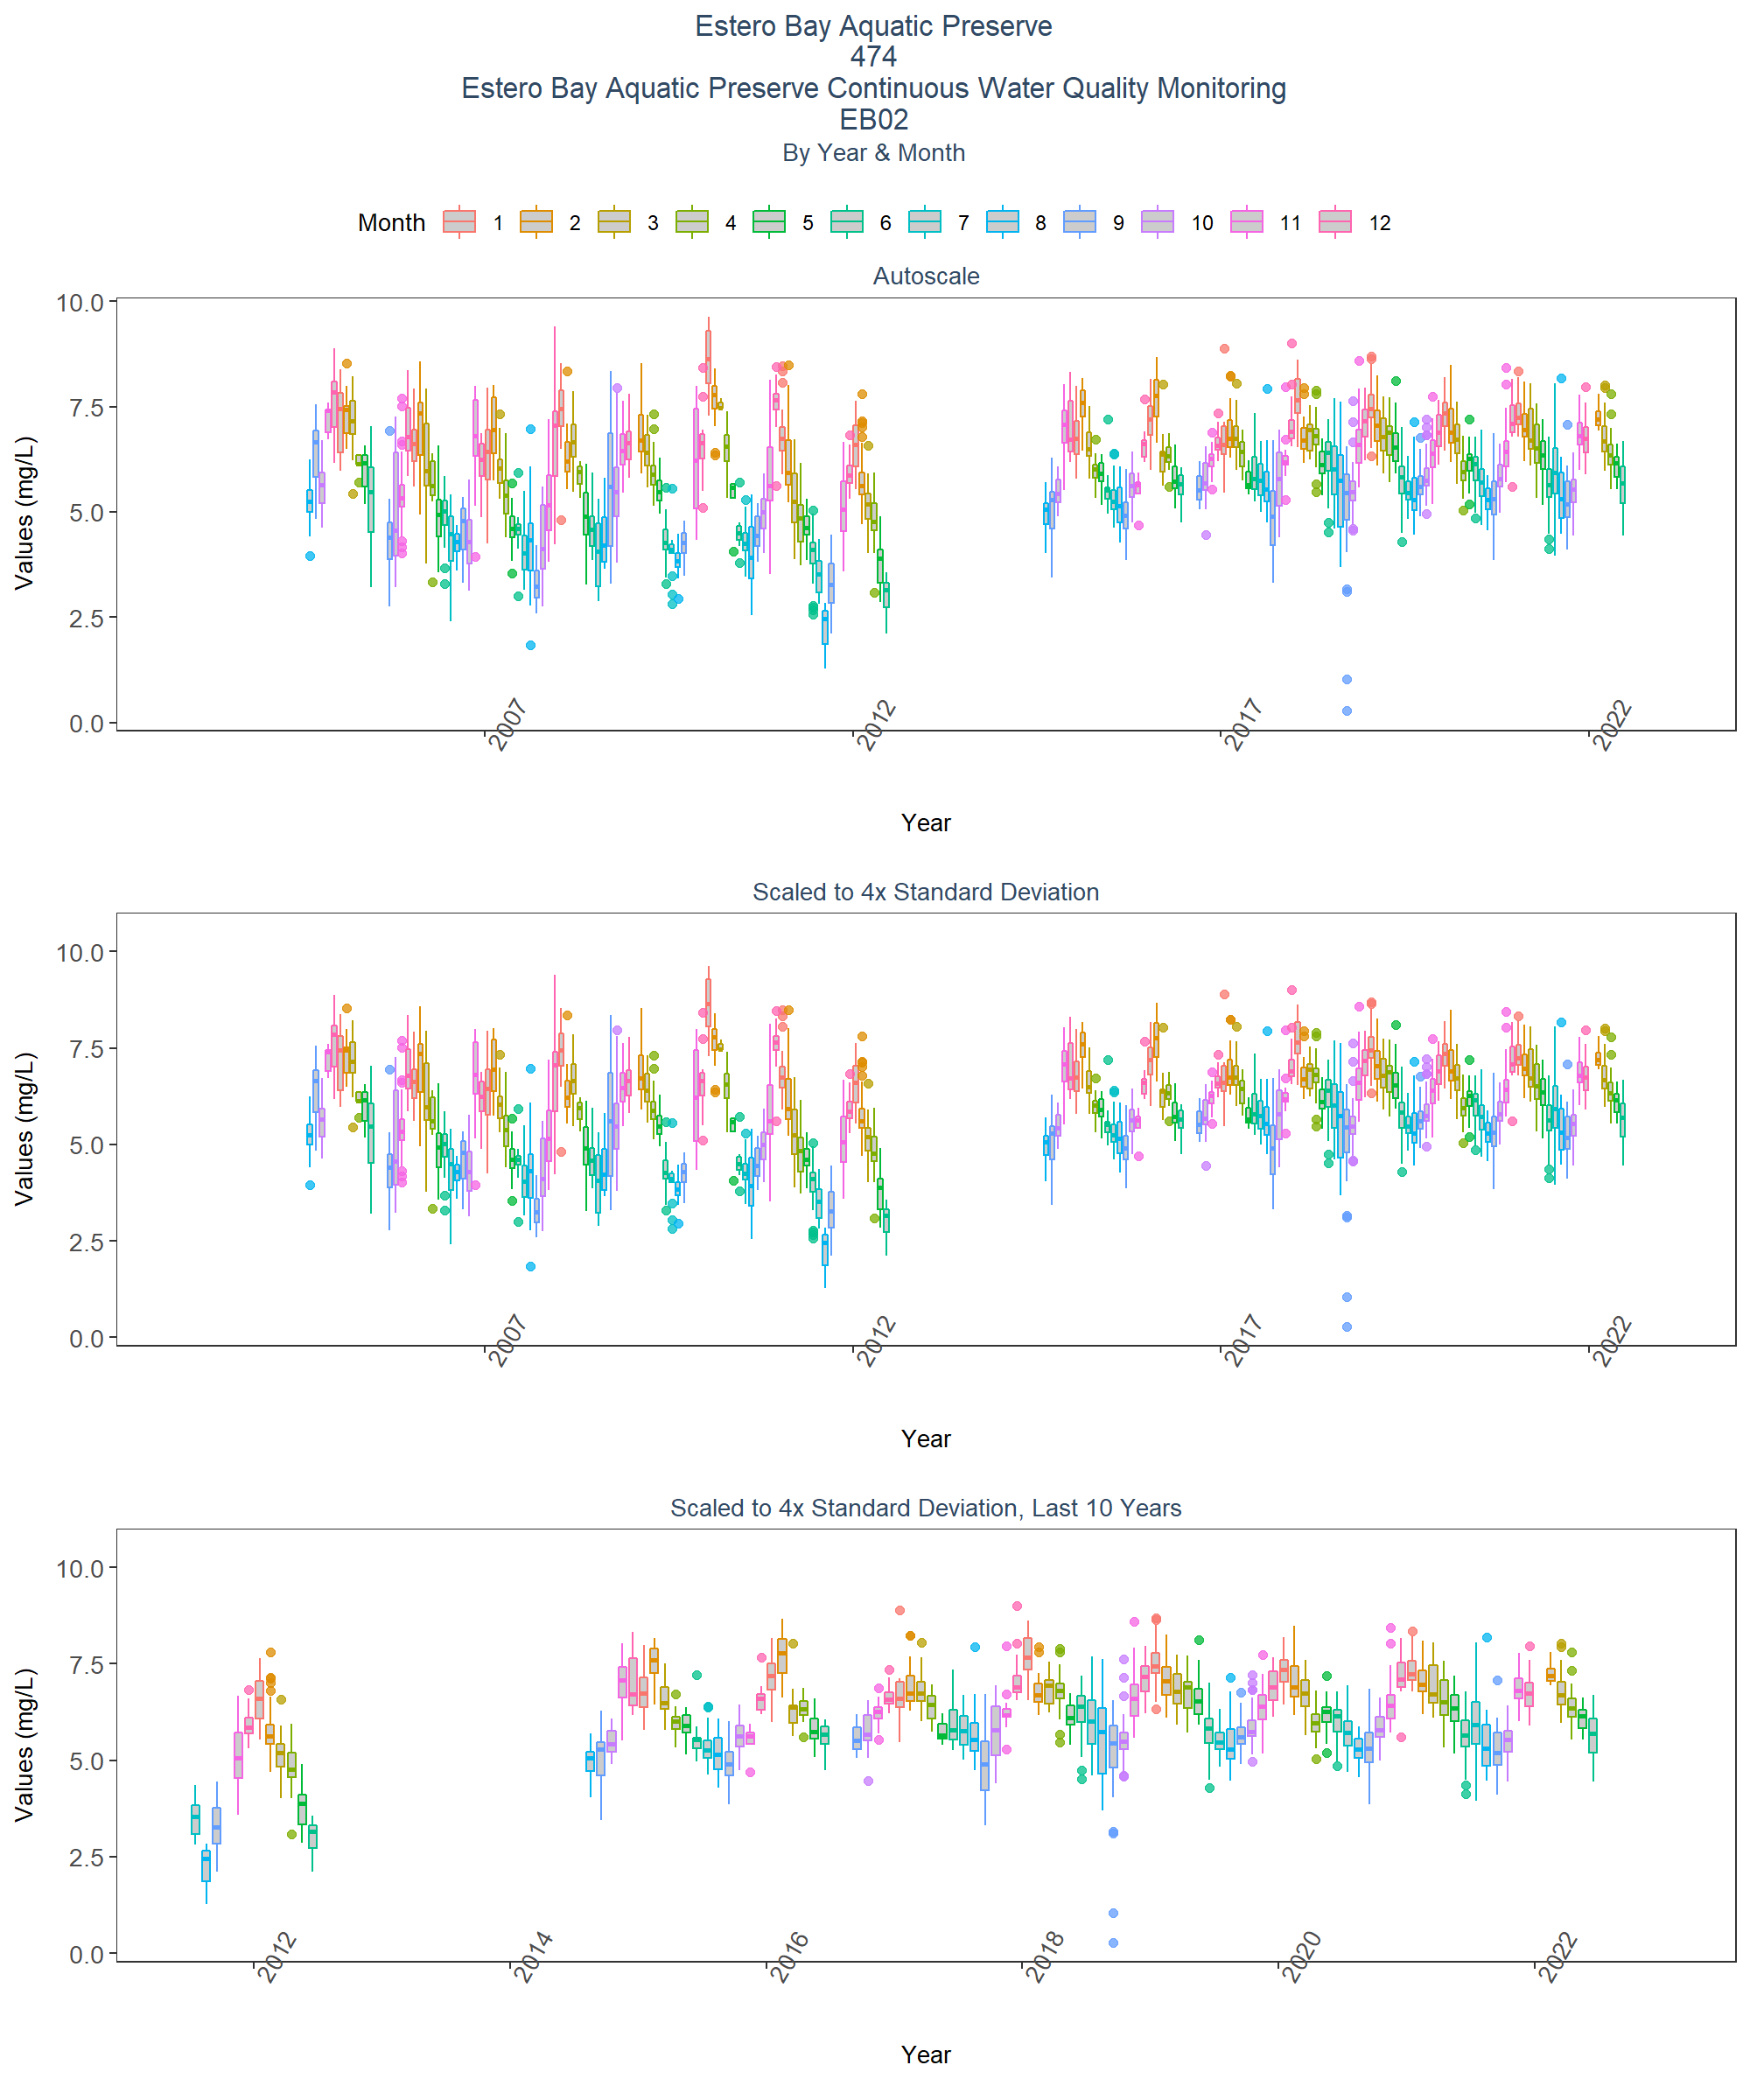 Estero Bay Aquatic Preserve
474
Estero Bay Aquatic Preserve Continuous Water Quality Monitoring
EB02
By Year & Month
Month 1 2 3 4 5 6 7 8 9 10 11 12
Autoscale
Values (mg/L)
10.0
7.5
5.0
2.5
0.0
2007 2012 2017 2022
Year
Scaled to 4x Standard Deviation
Values (mg/L)
10.0
7.5
5.0
2.5
0.0
2007 2012 2017 2022
Year
Scaled to 4x Standard Deviation, Last 10 Years
Values (mg/L)
10.0
7.5
5.0
2.5
0.0
2012 2014 2016 2018 2020 2022
Year